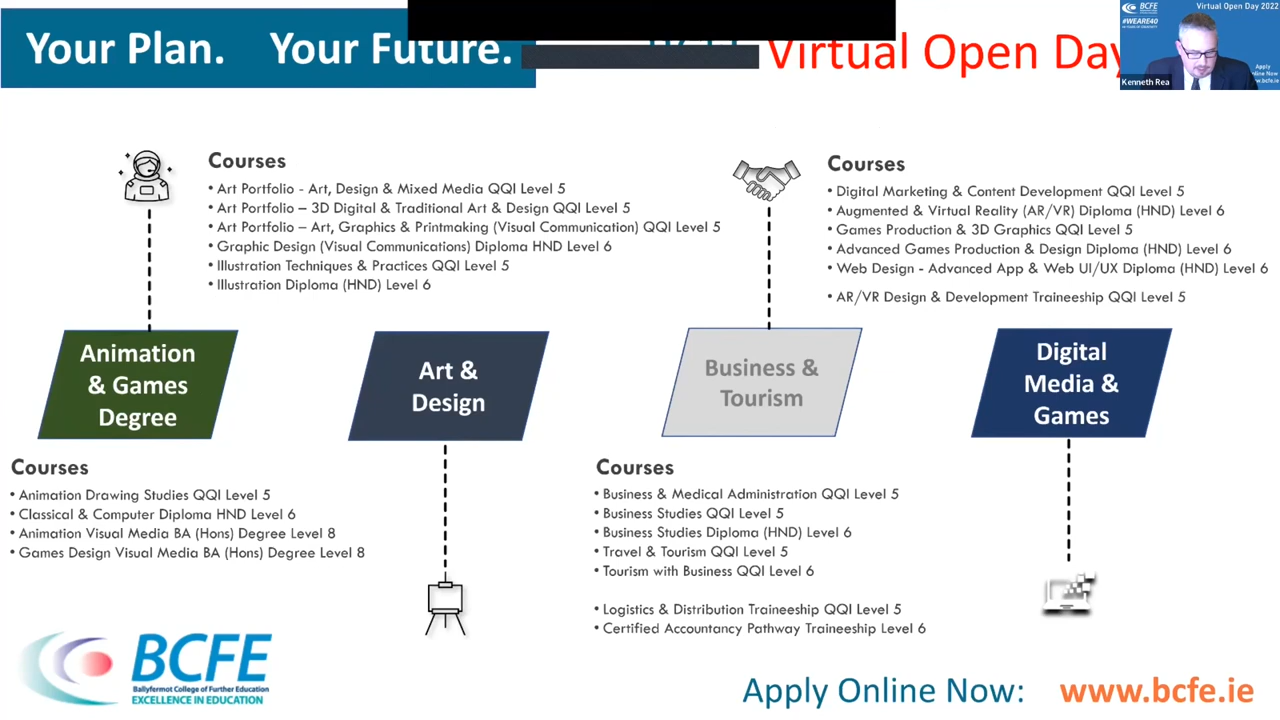 Your Plan. Your Future.
Virtual Open Day
BCFE
#WEARE40
Virtual Open Day 2022
Apply
Kenneth Rea
Courses
• Art Portfolio - Art, Design & Mixed Media QQI Level 5
• Art Portfolio – 3D Digital & Traditional Art & Design QQI Level 5
• Art Portfolio – Art, Graphics & Printmaking (Visual Communication) QQI Level 5
• Graphic Design (Visual Communications) Diploma HND Level 6
• Illustration Techniques & Practices QQI Level 5
• Illustration Diploma (HND) Level 6
Courses
• Digital Marketing & Content Development QQI Level 5
• Augmented & Virtual Reality (AR/VR) Diploma (HND) Level 6
• Games Production & 3D Graphics QQI Level 5
• Advanced Games Production & Design Diploma (HND) Level 6
• Web Design - Advanced App & Web UI/UX Diploma (HND) Level 6
• AR/VR Design & Development Traineeship QQI Level 5
Animation
& Games
Degree
Art &
Design
Business &
Tourism
Digital
Media &
Games
Courses
• Animation Drawing Studies QQI Level 5
• Classical & Computer Diploma HND Level 6
• Animation Visual Media BA (Hons) Degree Level 8
• Games Design Visual Media BA (Hons) Degree Level 8
Courses
• Business & Medical Administration QQI Level 5
• Business Studies QQI Level 5
• Business Studies Diploma (HND) Level 6
• Travel & Tourism QQI Level 5
• Tourism with Business QQI Level 6
• Logistics & Distribution Traineeship QQI Level 5
• Certified Accountancy Pathway Traineeship Level 6
BCFE
Ballyfermot College of Further Education
EXCELLENCE IN EDUCATION
Apply Online Now: www.bcfe.ie